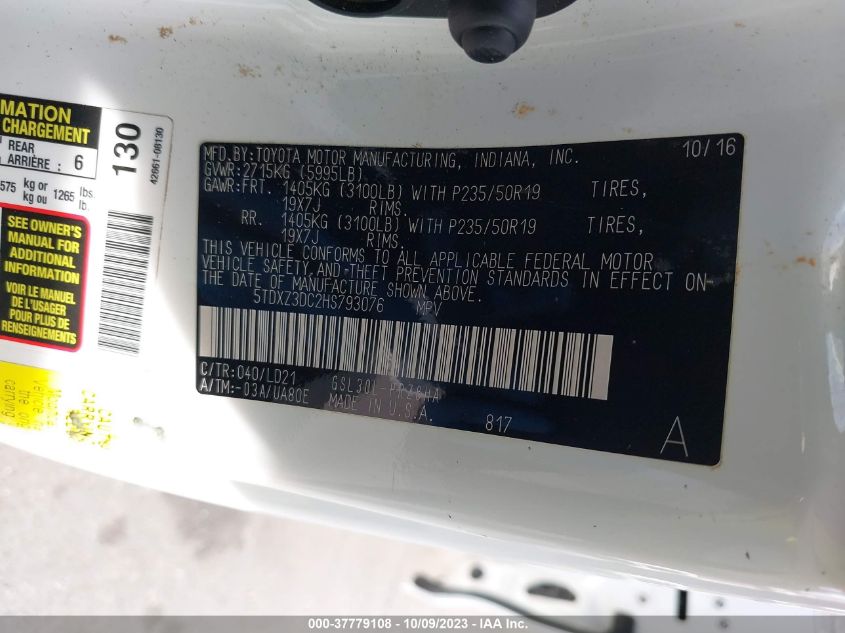 MATION
CHARGEMENT
REAR
ARRIÈRE : 6
575 kg or
kg ou
1265 lbs.
lb.
SEE OWNER'S
MANUAL FOR
ADDITIONAL
INFORMATION
VOIR LE MANUEL
DE L'USAGER
POUR PLUS DE
RENSEIGNEMENTS
130
42661-08130
MFD.BY:TOYOTA MOTOR MANUFACTURING, INDIANA, INC. 10/16
GVWR:2715KG (5995LB)
GAWR:FRT. 1405KG (3100LB) WITH P235/50R19 TIRES,
19X7J RIMS.
RR. 1405KG (3100LB) WITH P235/50R19 TIRES,
19X7J RIMS.
THIS VEHICLE CONFORMS TO ALL APPLICABLE FEDERAL MOTOR
VEHICLE SAFETY, AND-THEFT PREVENTION STANDARDS IN EFFECT ON-
THE DATE OF MANUFACTURE SHOWN ABOVE.
5TDXZ3DC2HS793076 MPV
C/TR:040/LD21
A/TM:-03A/UA80E
MADE IN U.S.A.
817
A
carrying
000-37779108 - 10/09/2023 - IAA Inc.